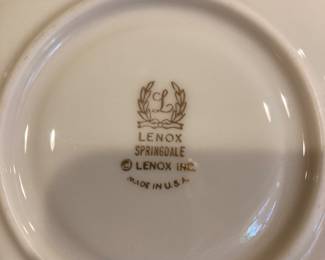 L
LENOX
SPRINGDALE
© LENOX INC.
MADE IN U.S.A.